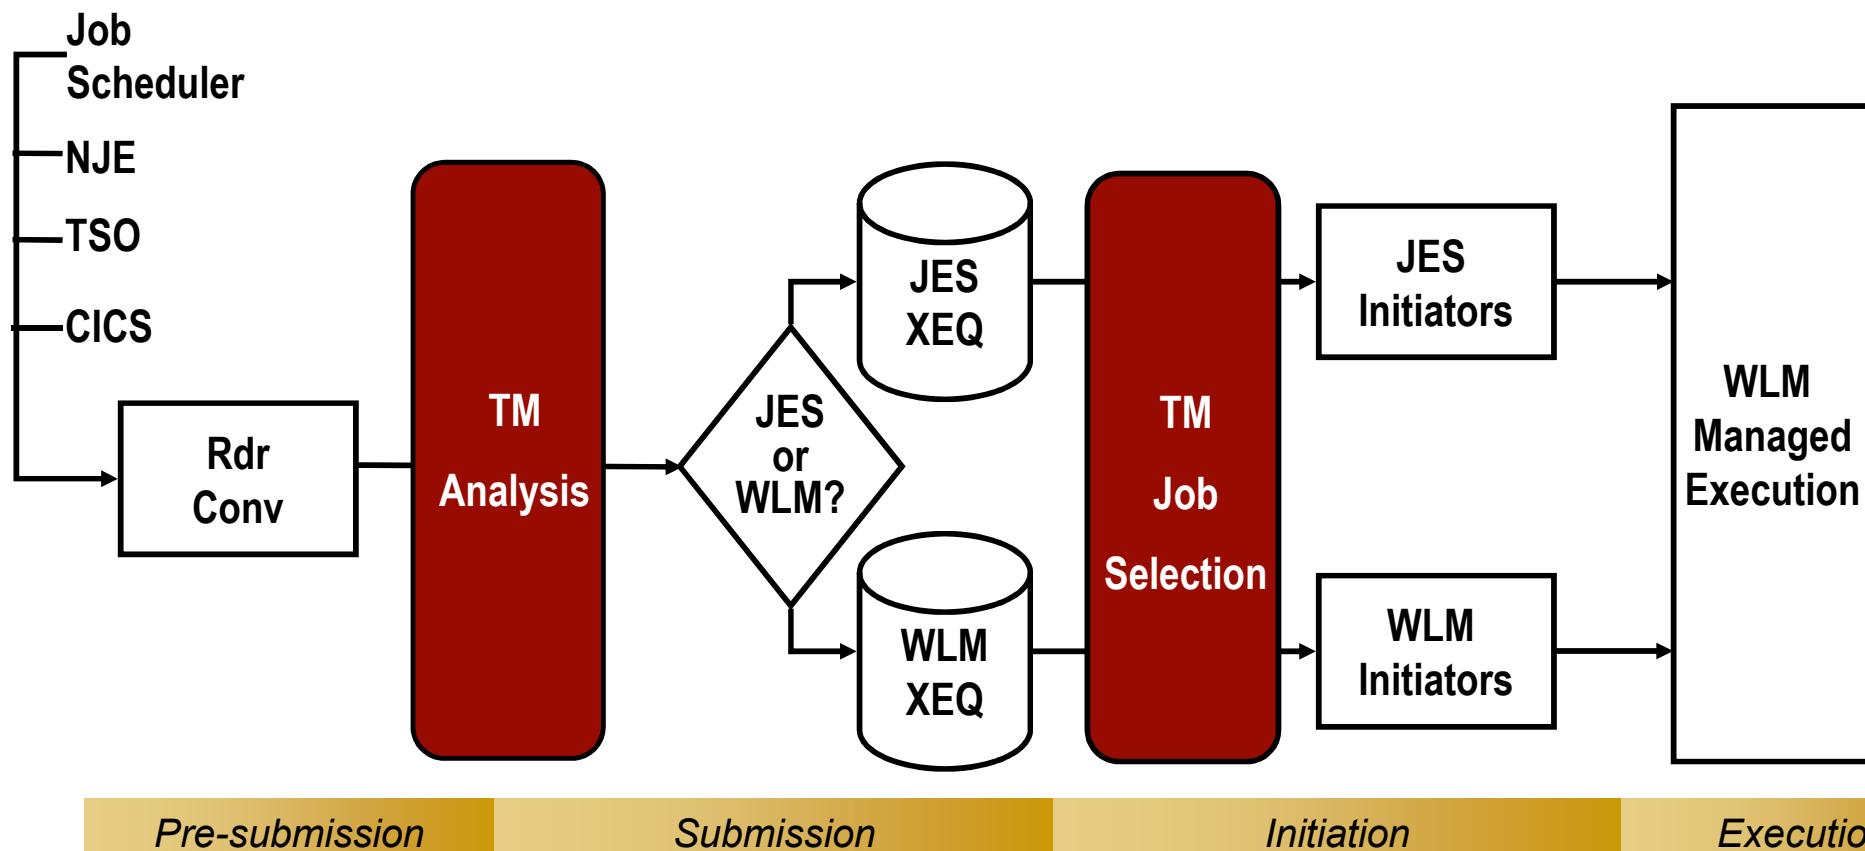 Job
Scheduler
NJE
TSO
CICS
Rdr
Conv
TM
Analysis
JES
or
WLM?
JES
XEQ
WLM
XEQ
TM
Job
Selection
JES
Initiators
WLM
Initiators
WLM
Managed
Execution
Pre-submission
Submission
Initiation
Executio